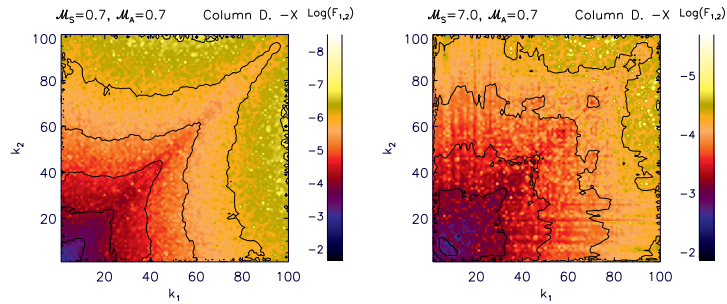 ℳS=0.7, ℳA=0.7 Column D. -X Log(F1,2)
100
80
60
40
20
k2
20 40 60 80 100
k1
-8
-7
-6
-5
-4
-3
-2
ℳS=7.0, ℳA=0.7 Column D. -X Log(F1,2)
100
80
60
40
20
k2
20 40 60 80 100
k1
-5
-4
-3
-2